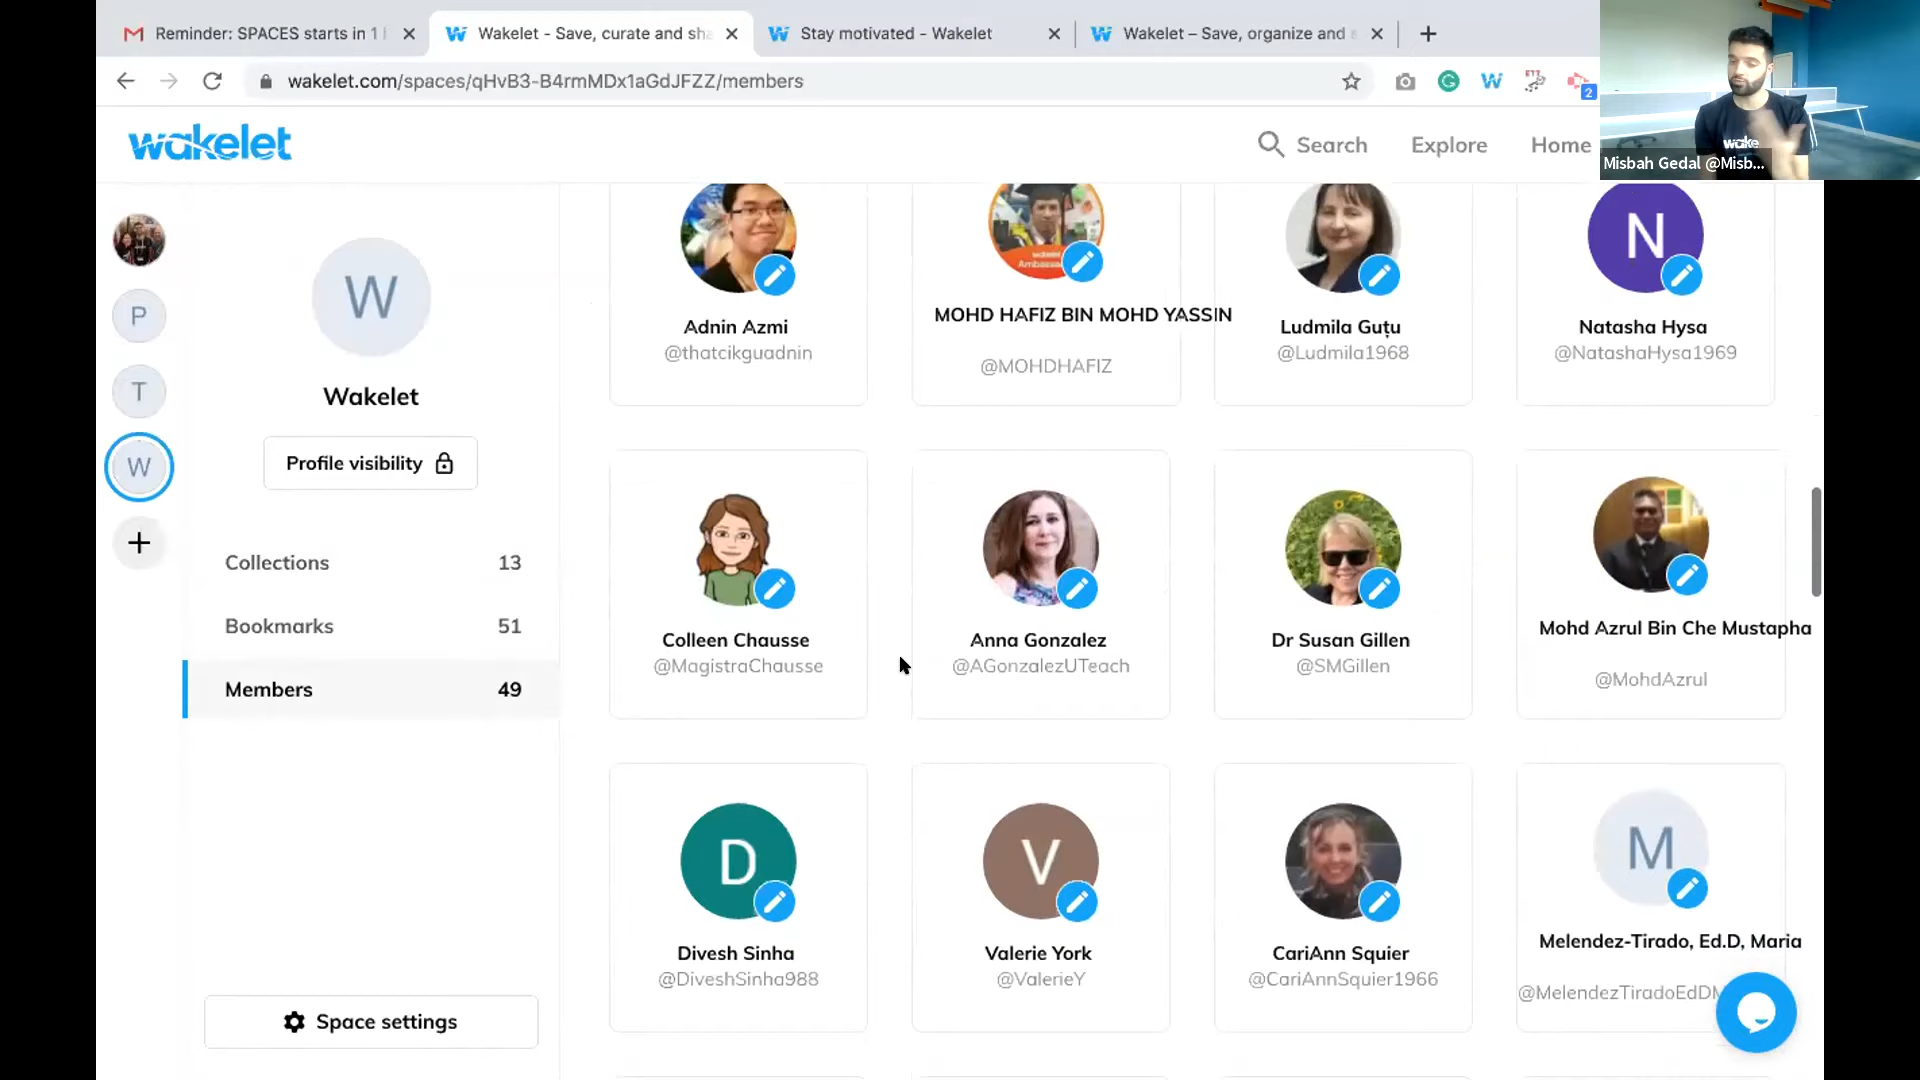 Reminder: SPACES starts in 1
Wakelet - Save, curate and sha
Stay motivated - Wakelet
Wakelet – Save, organize and s
wakelet.com/spaces/qHvB3-B4rmMDx1aGdJFZZ/members
2
wakelet
Search
Explore
Home
wake
Misbah Gedal @Misb...
P
T
W
W
Wakelet
Profile visibility
Collections 13
Bookmarks 51
Members 49
Space settings
N
Adnin Azmi
@thatcikguadnin
MOHD HAFIZ BIN MOHD YASSIN
@MOHDHAFIZ
Ludmila Guțu
@Ludmila1968
Natasha Hysa
@NatashaHysa1969
Colleen Chausse
@MagistraChausse
Anna Gonzalez
@AGonzalezUTeach
Dr Susan Gillen
@SMGillen
Mohd Azrul Bin Che Mustapha
@MohdAzrul
D
Divesh Sinha
@DiveshSinha988
V
Valerie York
@ValerieY
CariAnn Squier
@CariAnnSquier1966
M
Melendez-Tirado, Ed.D, Maria
@MelendezTiradoEdDM